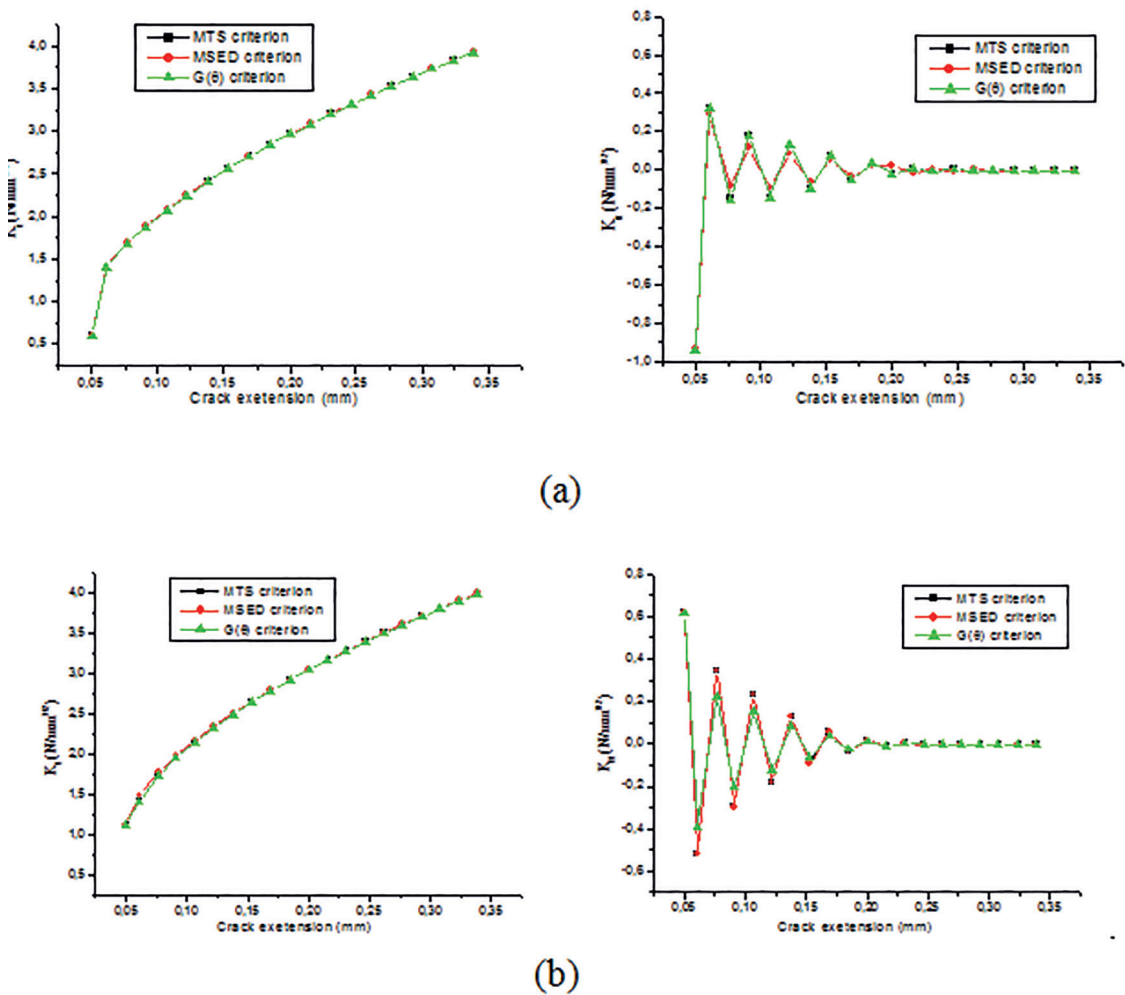 MTS criterion
MSED criterion
G(θ) criterion
4,0
3,5
3,0
2,5
2,0
1,5
1,0
0,5
0,05 0,10 0,15 0,20 0,25 0,30 0,35
Crack exetension (mm)
0,8
0,6
0,4
0,2
0,0
-0,2
-0,4
-0,6
-0,8
-1,0
MTS criterion
MSED criterion
G(θ) criterion
0,05 0,10 0,15 0,20 0,25 0,30 0,35
Crack exetension (mm)
(a)
MTS criterion
MSED criterion
G(θ) criterion
4,0
3,5
3,0
2,5
2,0
1,5
1,0
0,5
0,05 0,10 0,15 0,20 0,25 0,30 0,35
Crack exetension (mm)
0,8
0,6
0,4
0,2
0,0
-0,2
-0,4
-0,6
MTS criterion
MSED criterion
G(θ) criterion
0,05 0,10 0,15 0,20 0,25 0,30 0,35
Crack exetension (mm)
(b)